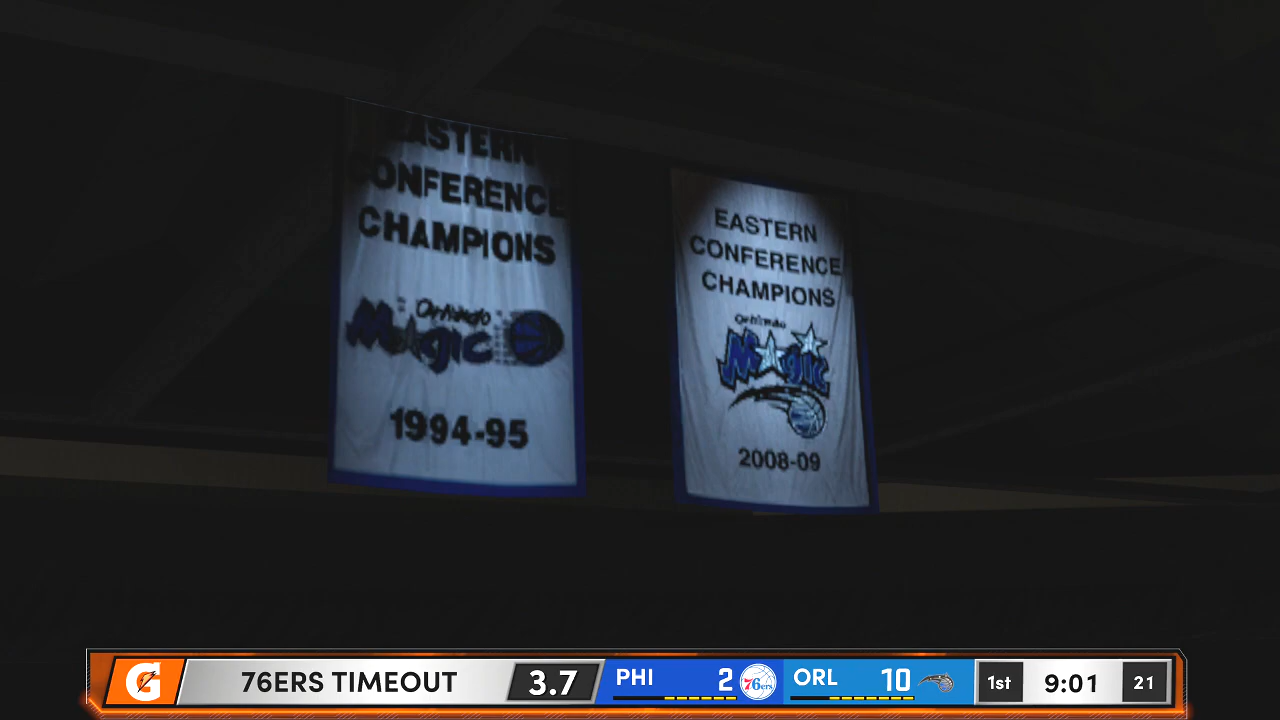 EASTERN
CONFERENCE
CHAMPIONS
Orlando
Magic
1994-95
EASTERN
CONFERENCE
CHAMPIONS
Orlando
Magic
2008-09
G 76ERS TIMEOUT 3.7 PHI 2 76ers ORL 10 1st 9:01 21